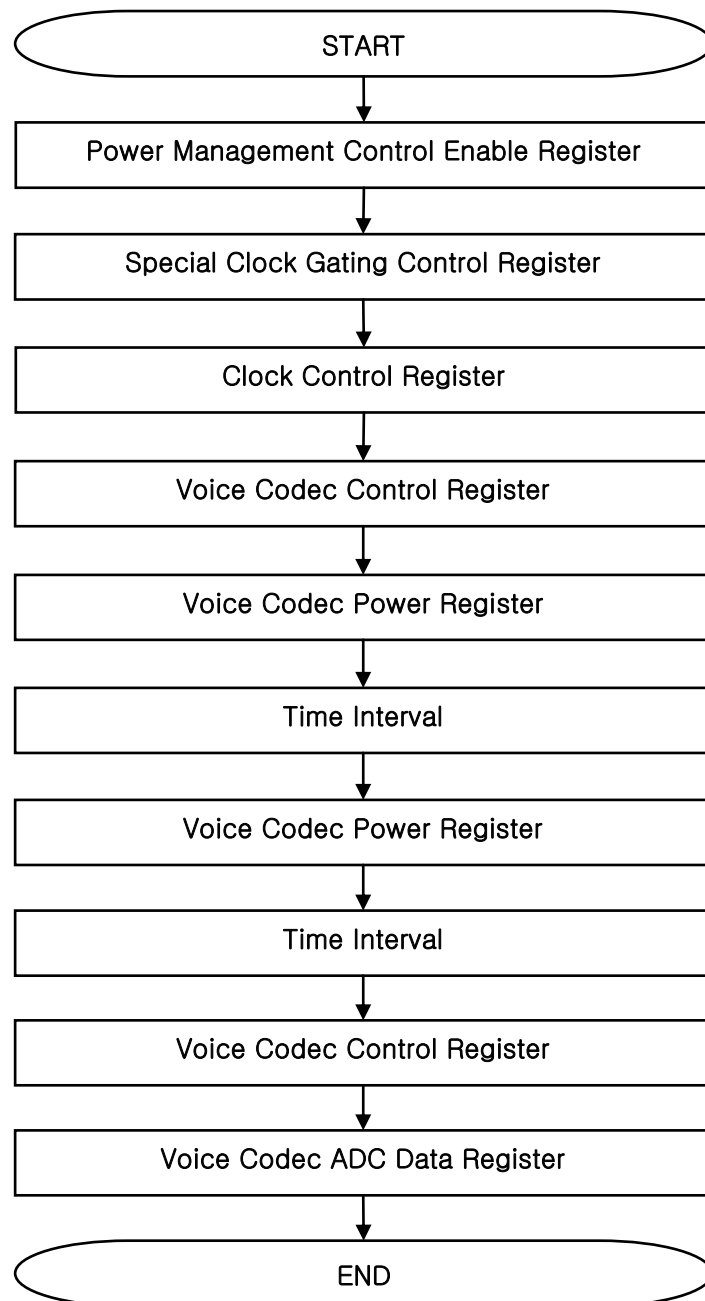 START
Power Management Control Enable Register
Special Clock Gating Control Register
Clock Control Register
Voice Codec Control Register
Voice Codec Power Register
Time Interval
Voice Codec Power Register
Time Interval
Voice Codec Control Register
Voice Codec ADC Data Register
END